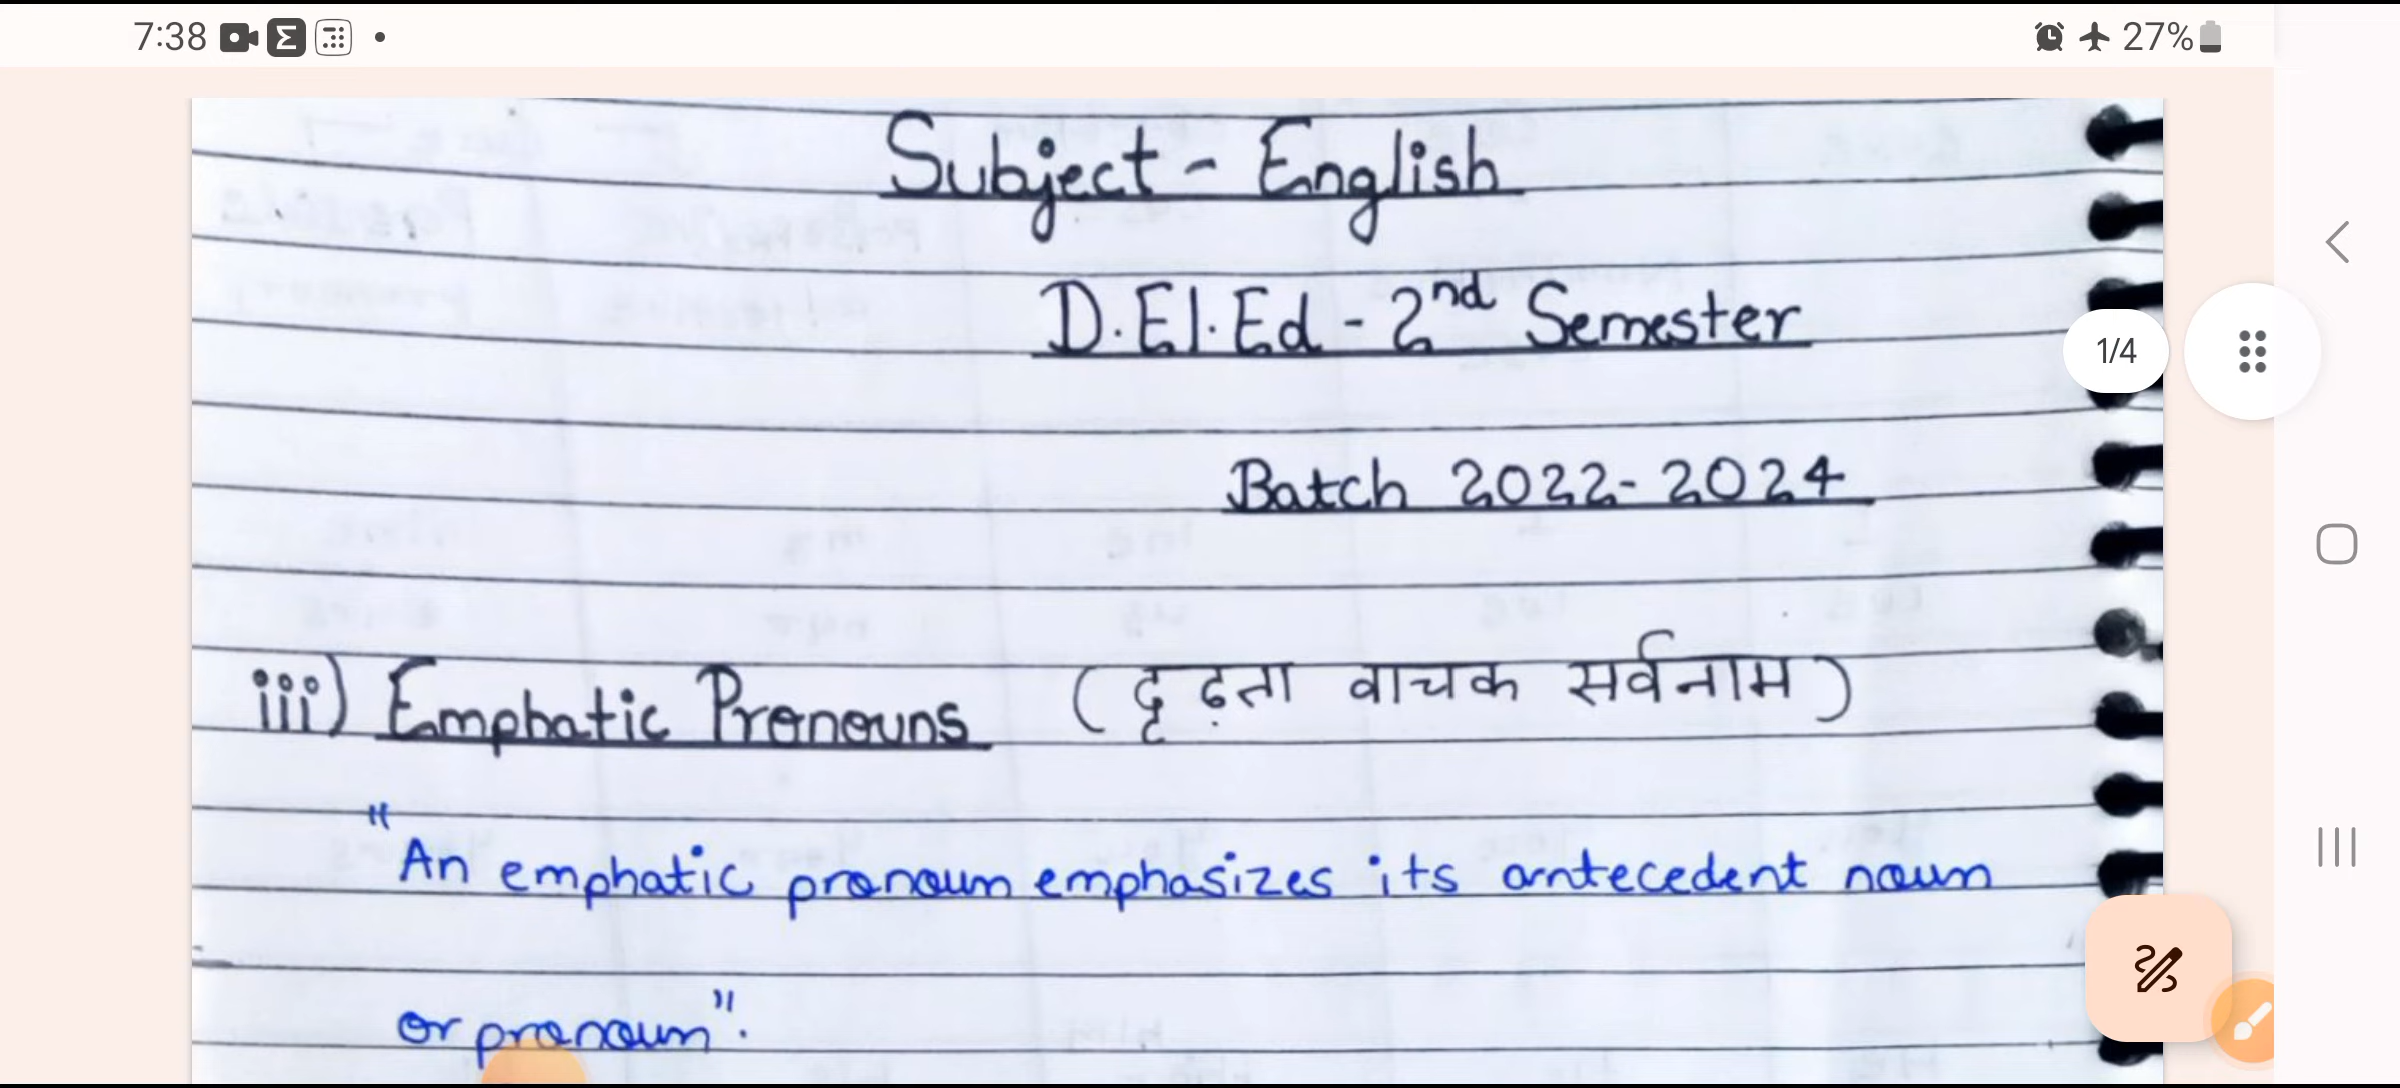 7:38
27%
Subject - English
D.El.Ed - 2nd Semester
1/4
Batch 2022-2024
iii) Emphatic Pronouns (दृढ़ता वाचक सर्वनाम)
"An emphatic pronoun emphasizes its antecedent noun
or pronoun".